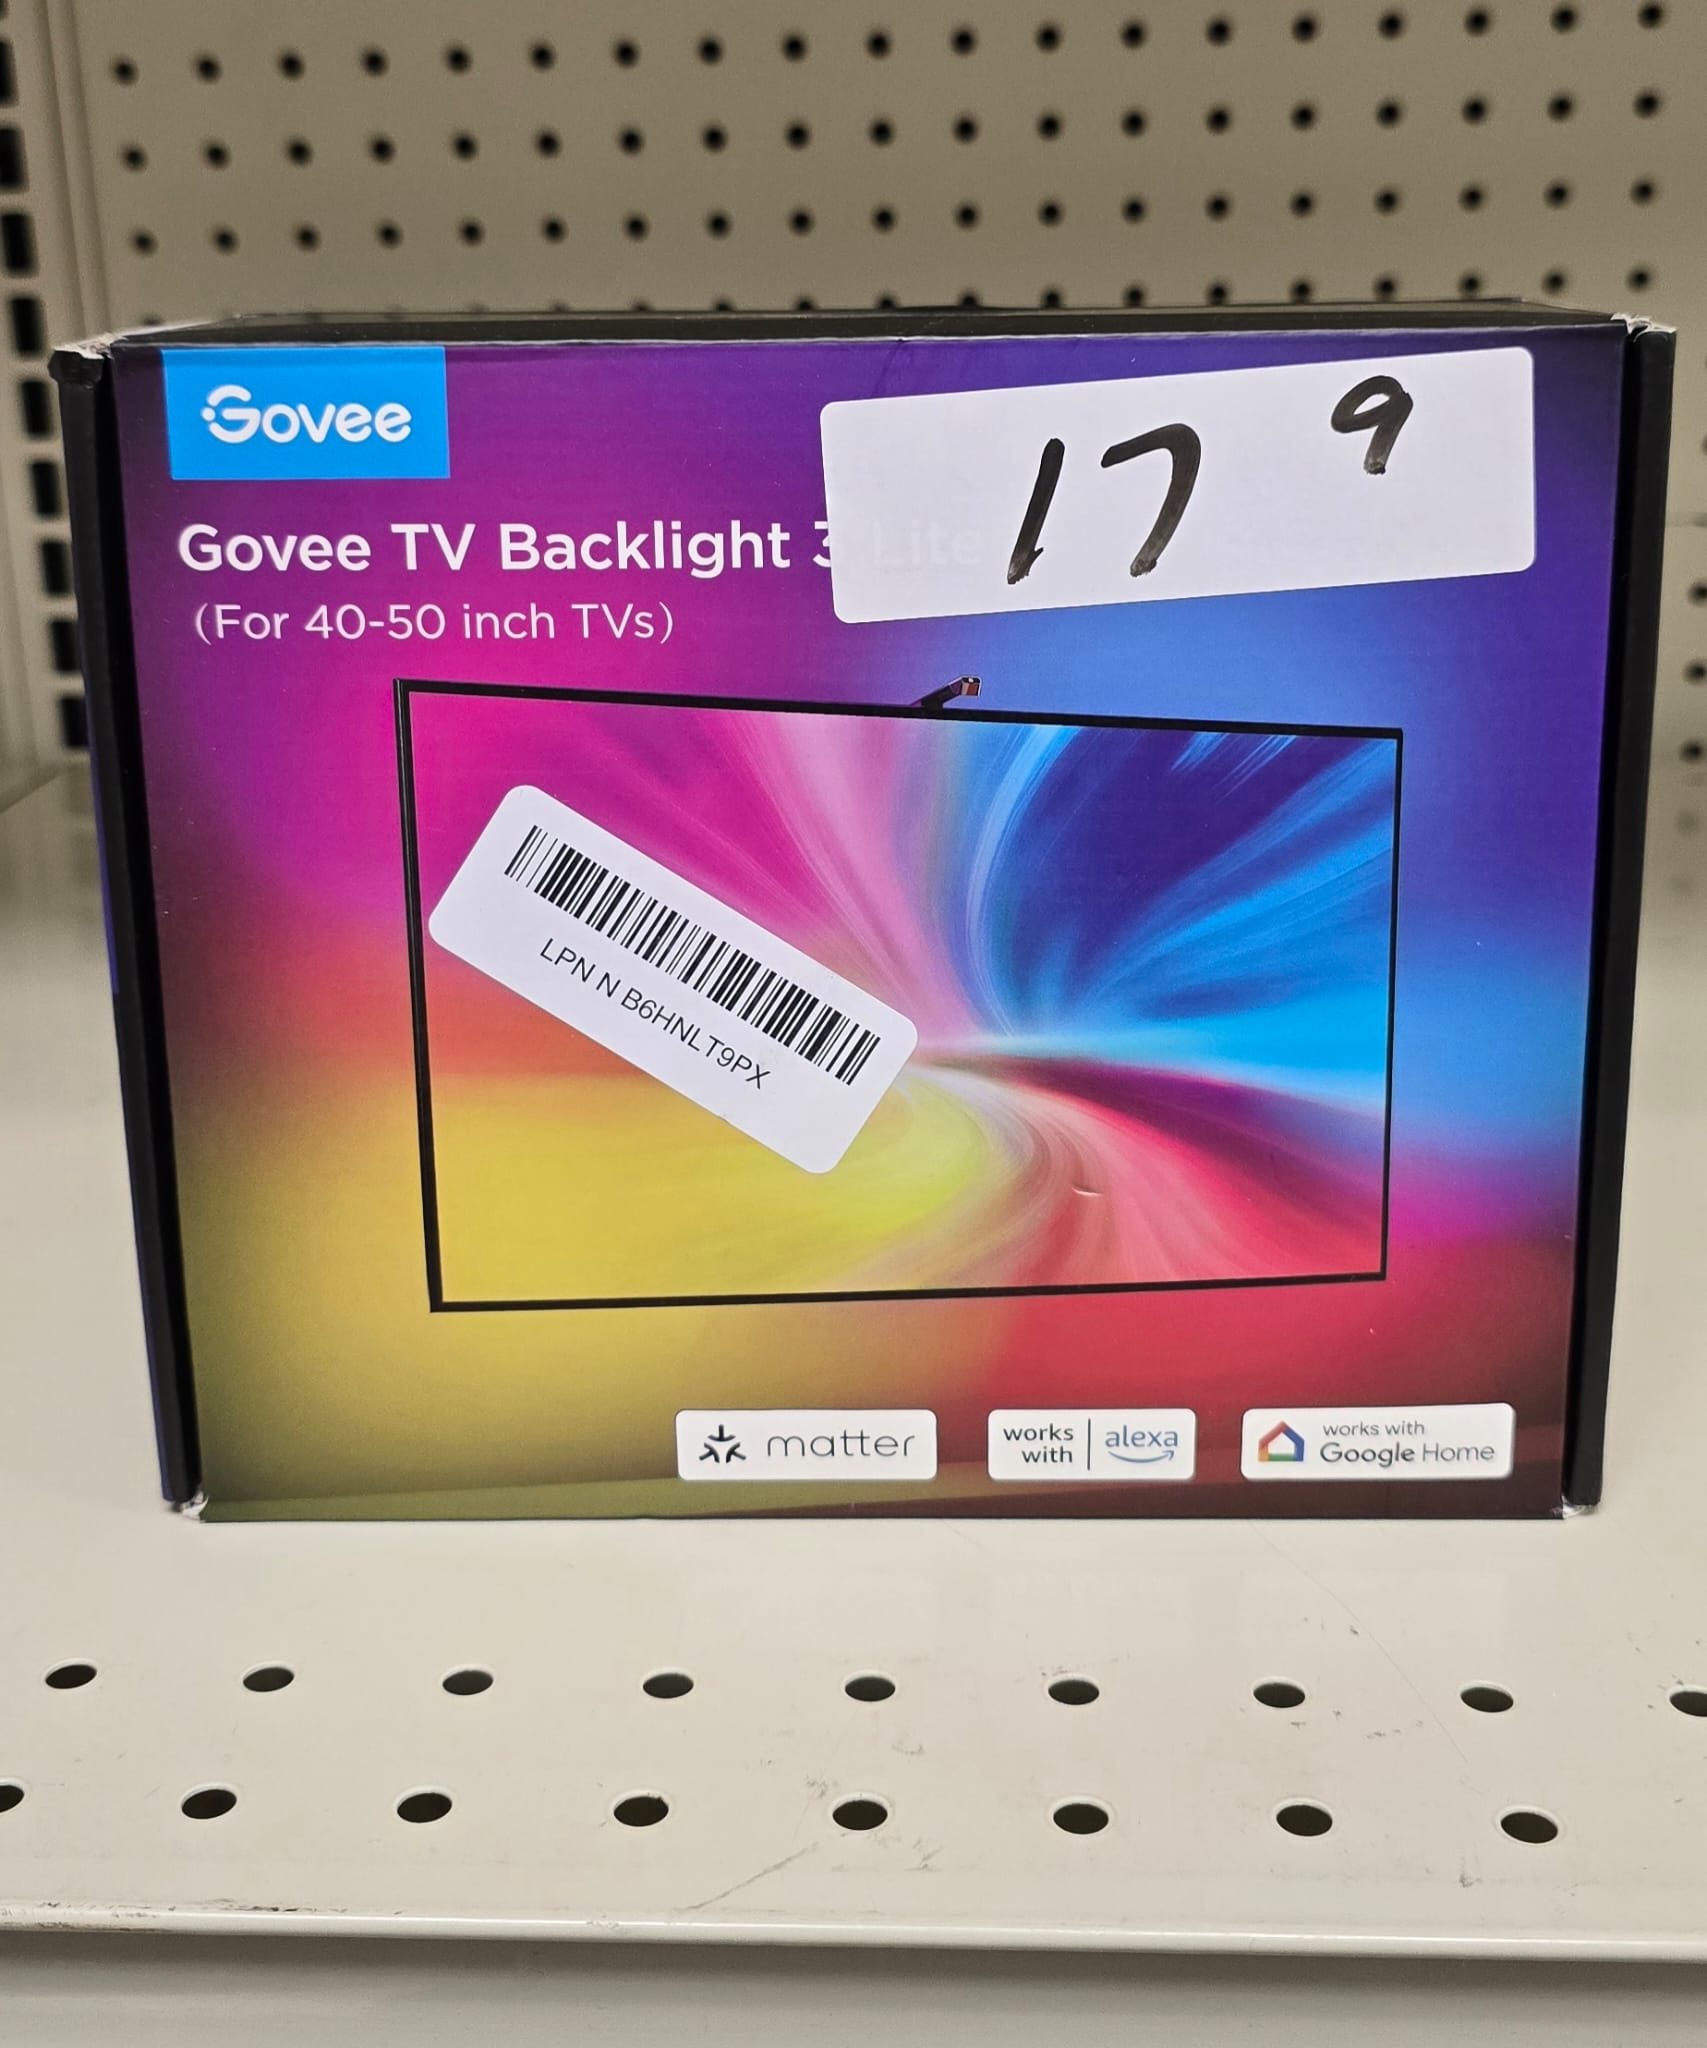 Govee
17 9
Govee TV Backlight 3 Lite
(For 40-50 inch TVs)
LPN N B6HNLT9PX
matter
works with alexa
works with Google Home